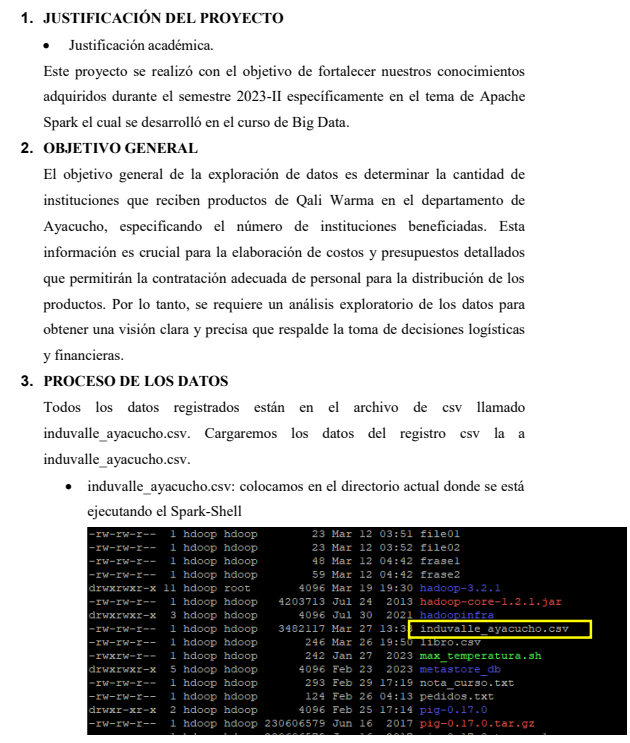 1. JUSTIFICACIÓN DEL PROYECTO
• Justificación académica.
Este proyecto se realizó con el objetivo de fortalecer nuestros conocimientos
adquiridos durante el semestre 2023-II específicamente en el tema de Apache
Spark el cual se desarrolló en el curso de Big Data.
2. OBJETIVO GENERAL
El objetivo general de la exploración de datos es determinar la cantidad de
instituciones que reciben productos de Qali Warma en el departamento de
Ayacucho, especificando el número de instituciones beneficiadas. Esta
información es crucial para la elaboración de costos y presupuestos detallados
que permitirán la contratación adecuada de personal para la distribución de los
productos. Por lo tanto, se requiere un análisis exploratorio de los datos para
obtener una visión clara y precisa que respalde la toma de decisiones logísticas
y financieras.
3. PROCESO DE LOS DATOS
Todos los datos registrados están en el archivo de csv llamado
induvalle_ayacucho.csv. Cargaremos los datos del registro csv la a
induvalle_ayacucho.csv.
• induvalle_ayacucho.csv: colocamos en el directorio actual donde se está
ejecutando el Spark-Shell
-rw-rw-r-- 1 hdoop hdoop 23 Mar 12 03:51 file01
-rw-rw-r-- 1 hdoop hdoop 23 Mar 12 03:52 file02
-rw-rw-r-- 1 hdoop hdoop 48 Mar 12 04:42 frase1
-rw-rw-r-- 1 hdoop hdoop 59 Mar 12 04:42 frase2
drwxrwxr-x 11 hdoop root 4096 Mar 19 19:30 hadoop-3.2.1
-rw-rw-r-- 1 hdoop hdoop 4203713 Jul 24 2013 hadoop-core-1.2.1.jar
drwxrwxr-x 3 hdoop hdoop 4096 Jul 30 2021 hadoopinfra
-rw-rw-r-- 1 hdoop hdoop 3482117 Mar 27 induvalle_ayacucho.csv
-rw-rw-r-- 1 hdoop hdoop 246 Mar 26 19:50 libro.csv
-rwxrw-r-- 1 hdoop hdoop 242 Jan 27 2023 max_temperatura.sh
drwxrwxr-x 5 hdoop hdoop 4096 Feb 23 2023 metastore_db
-rw-rw-r-- 1 hdoop hdoop 293 Feb 29 17:19 nota_curso.txt
-rw-rw-r-- 1 hdoop hdoop 124 Feb 26 04:13 pedidos.txt
drwxr-xr-x 2 hdoop hdoop 4096 Feb 25 17:14 pig-0.17.0
-rw-rw-r-- 1 hdoop hdoop 230606579 Jun 16 2017 pig-0.17.0.tar.gz